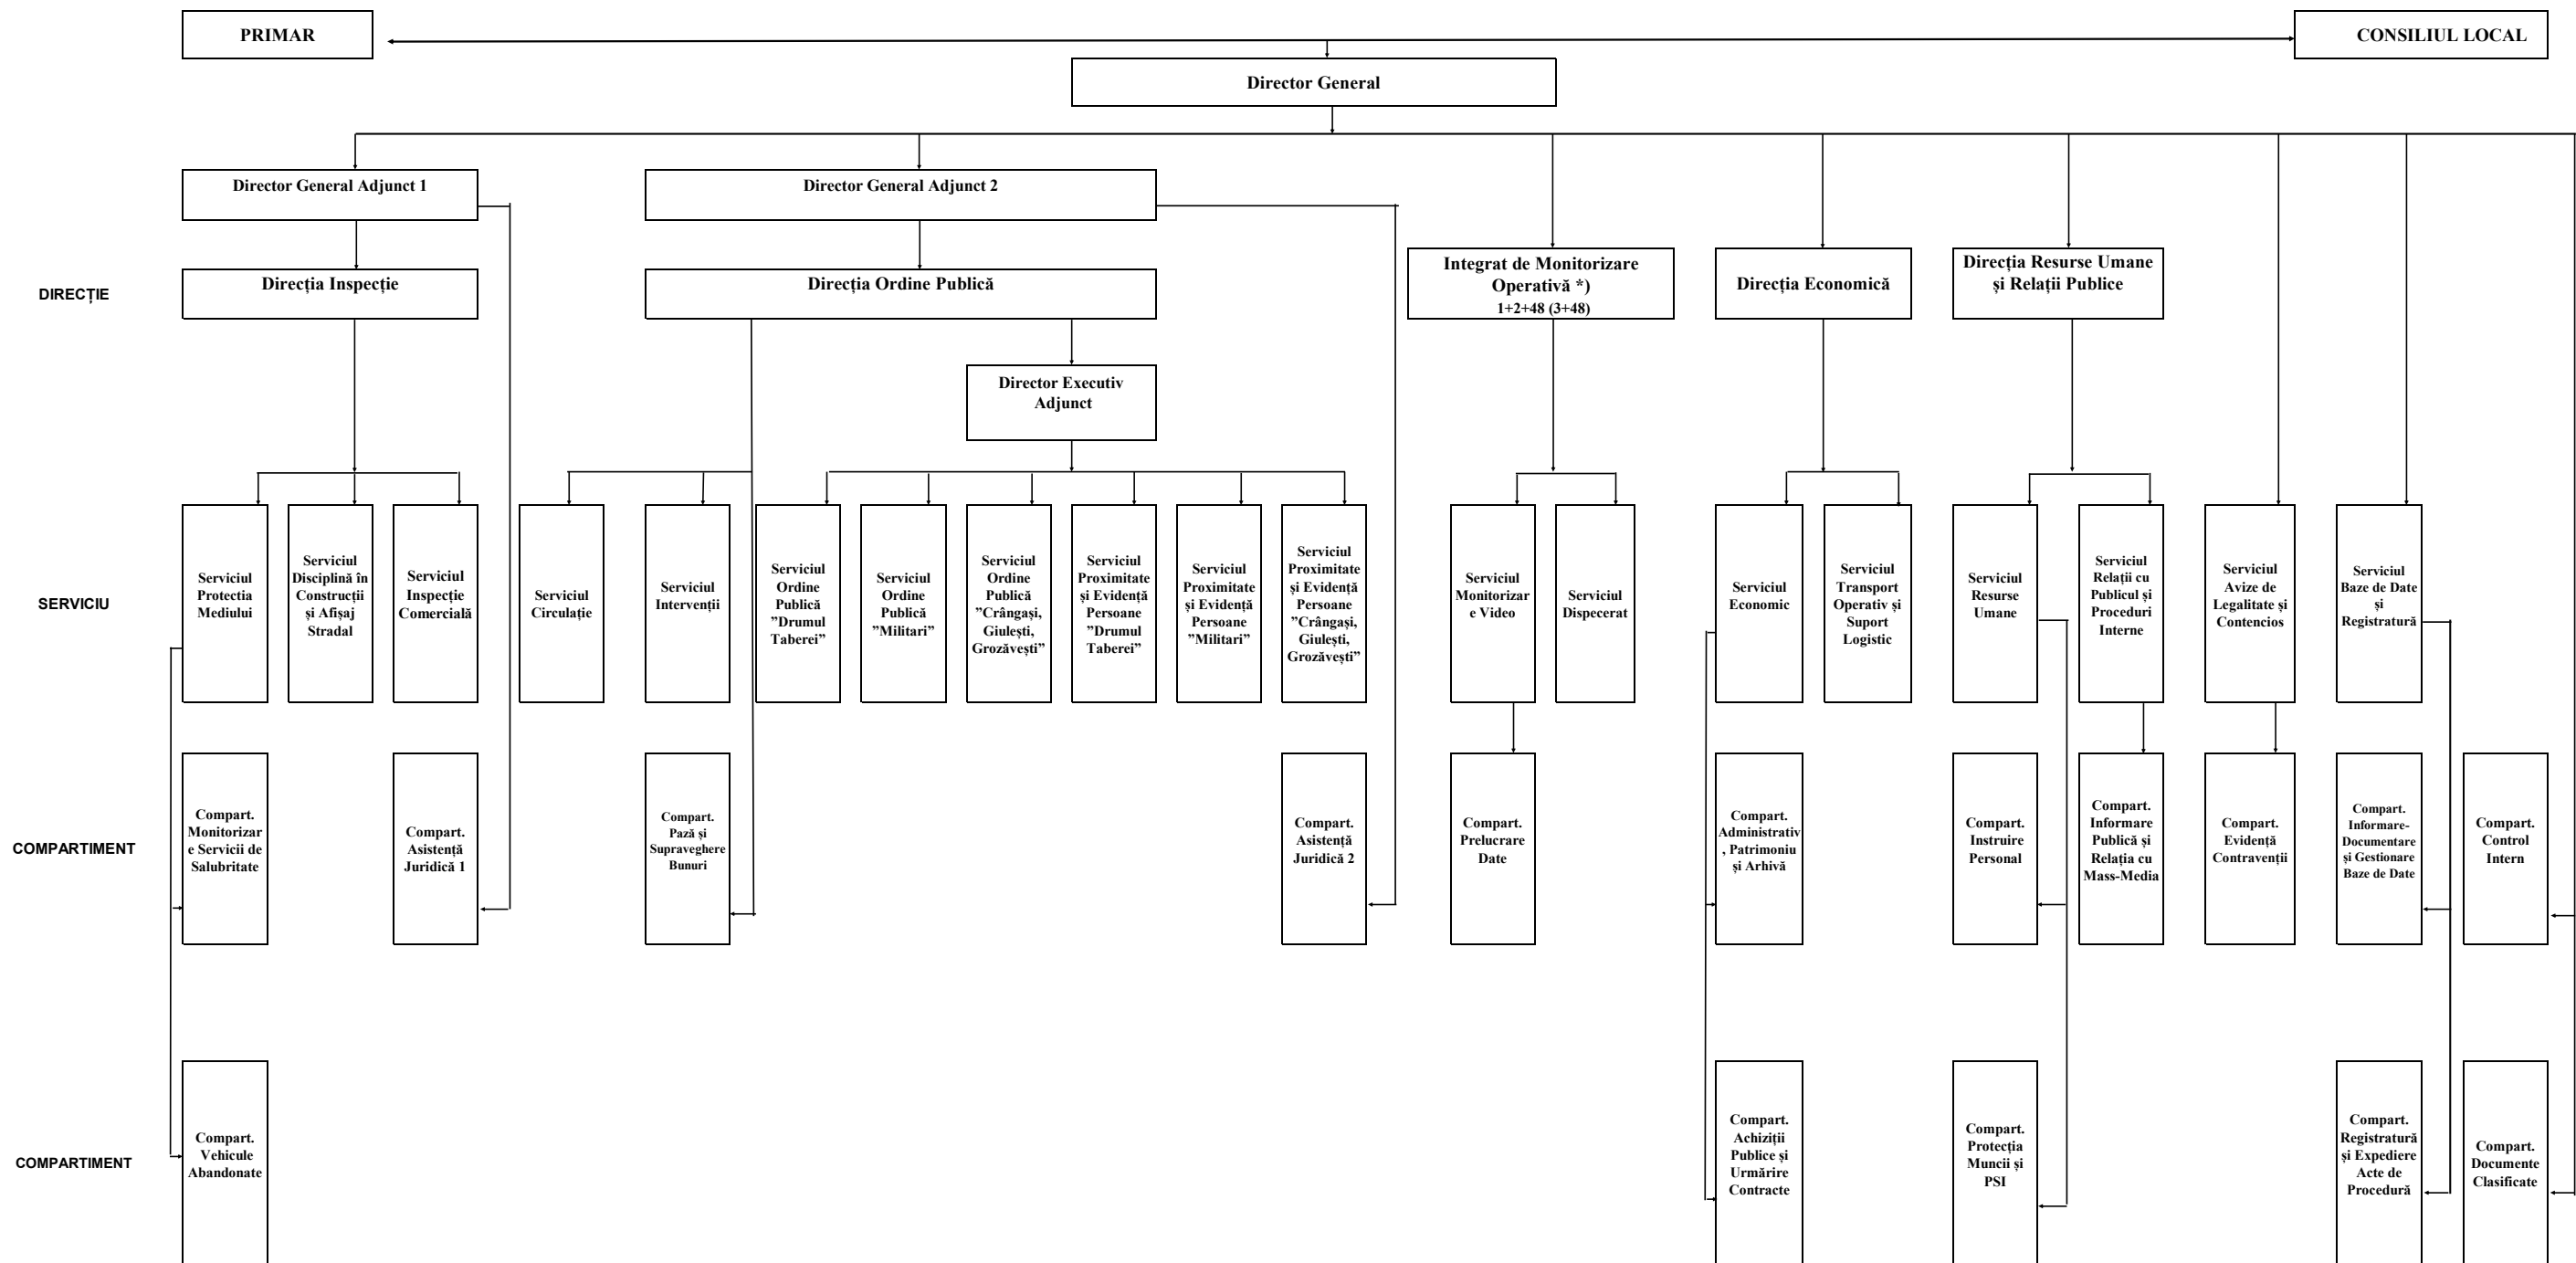 PRIMAR
CONSILIUL LOCAL
Director General
Director General Adjunct 1
Director General Adjunct 2
DIRECȚIE
Direcția Inspecție
Direcția Ordine Publică
Integrat de Monitorizare
Operativă *)
1+2+48 (3+48)
Direcția Economică
Direcția Resurse Umane
și Relații Publice
Director Executiv
Adjunct
SERVICIU
Serviciul
Protectia
Mediului
Serviciul
Disciplină în
Construcții
și Afișaj
Stradal
Serviciul
Inspecție
Comercială
Serviciul
Circulație
Serviciul
Intervenții
Serviciul
Ordine
Publică
”Drumul
Taberei”
Serviciul
Ordine
Publică
”Militari”
Serviciul
Ordine
Publică
”Crângași,
Giulești,
Grozăvești”
Serviciul
Proximitate
și Evidență
Persoane
”Drumul
Taberei”
Serviciul
Proximitate
și Evidență
Persoane
”Militari”
Serviciul
Proximitate
și Evidență
Persoane
”Crângași,
Giulești,
Grozăvești”
Serviciul
Monitorizar
e Video
Serviciul
Dispecerat
Serviciul
Economic
Serviciul
Transport
Operativ și
Suport
Logistic
Serviciul
Resurse
Umane
Serviciul
Relații cu
Publicul și
Proceduri
Interne
Serviciul
Avize de
Legalitate și
Contencios
Serviciul
Baze de Date
și
Registratură
COMPARTIMENT
Compart.
Monitorizar
e Servicii de
Salubritate
Compart.
Asistență
Juridică 1
Compart.
Pază și
Supraveghere
Bunuri
Compart.
Asistență
Juridică 2
Compart.
Prelucrare
Date
Compart.
Administrativ
, Patrimoniu
și Arhivă
Compart.
Instruire
Personal
Compart.
Informare
Publică și
Relația cu
Mass-Media
Compart.
Evidență
Contravenții
Compart.
Informare-
Documentare
și Gestionare
Baze de Date
Compart.
Control
Intern
COMPARTIMENT
Compart.
Vehicule
Abandonate
Compart.
Achiziții
Publice și
Urmărire
Contracte
Compart.
Protecția
Muncii și
PSI
Compart.
Registratură
și Expediere
Acte de
Procedură
Compart.
Documente
Clasificate